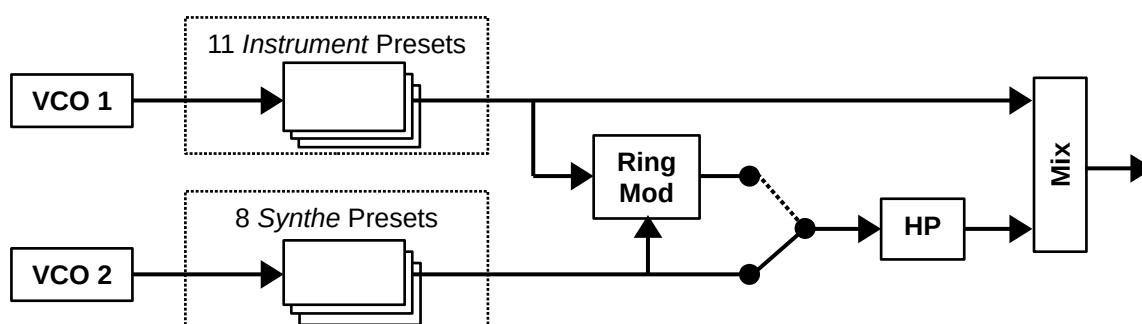 11 Instrument Presets
VCO 1
Ring
Mod
Mix
8 Synthe Presets
HP
VCO 2